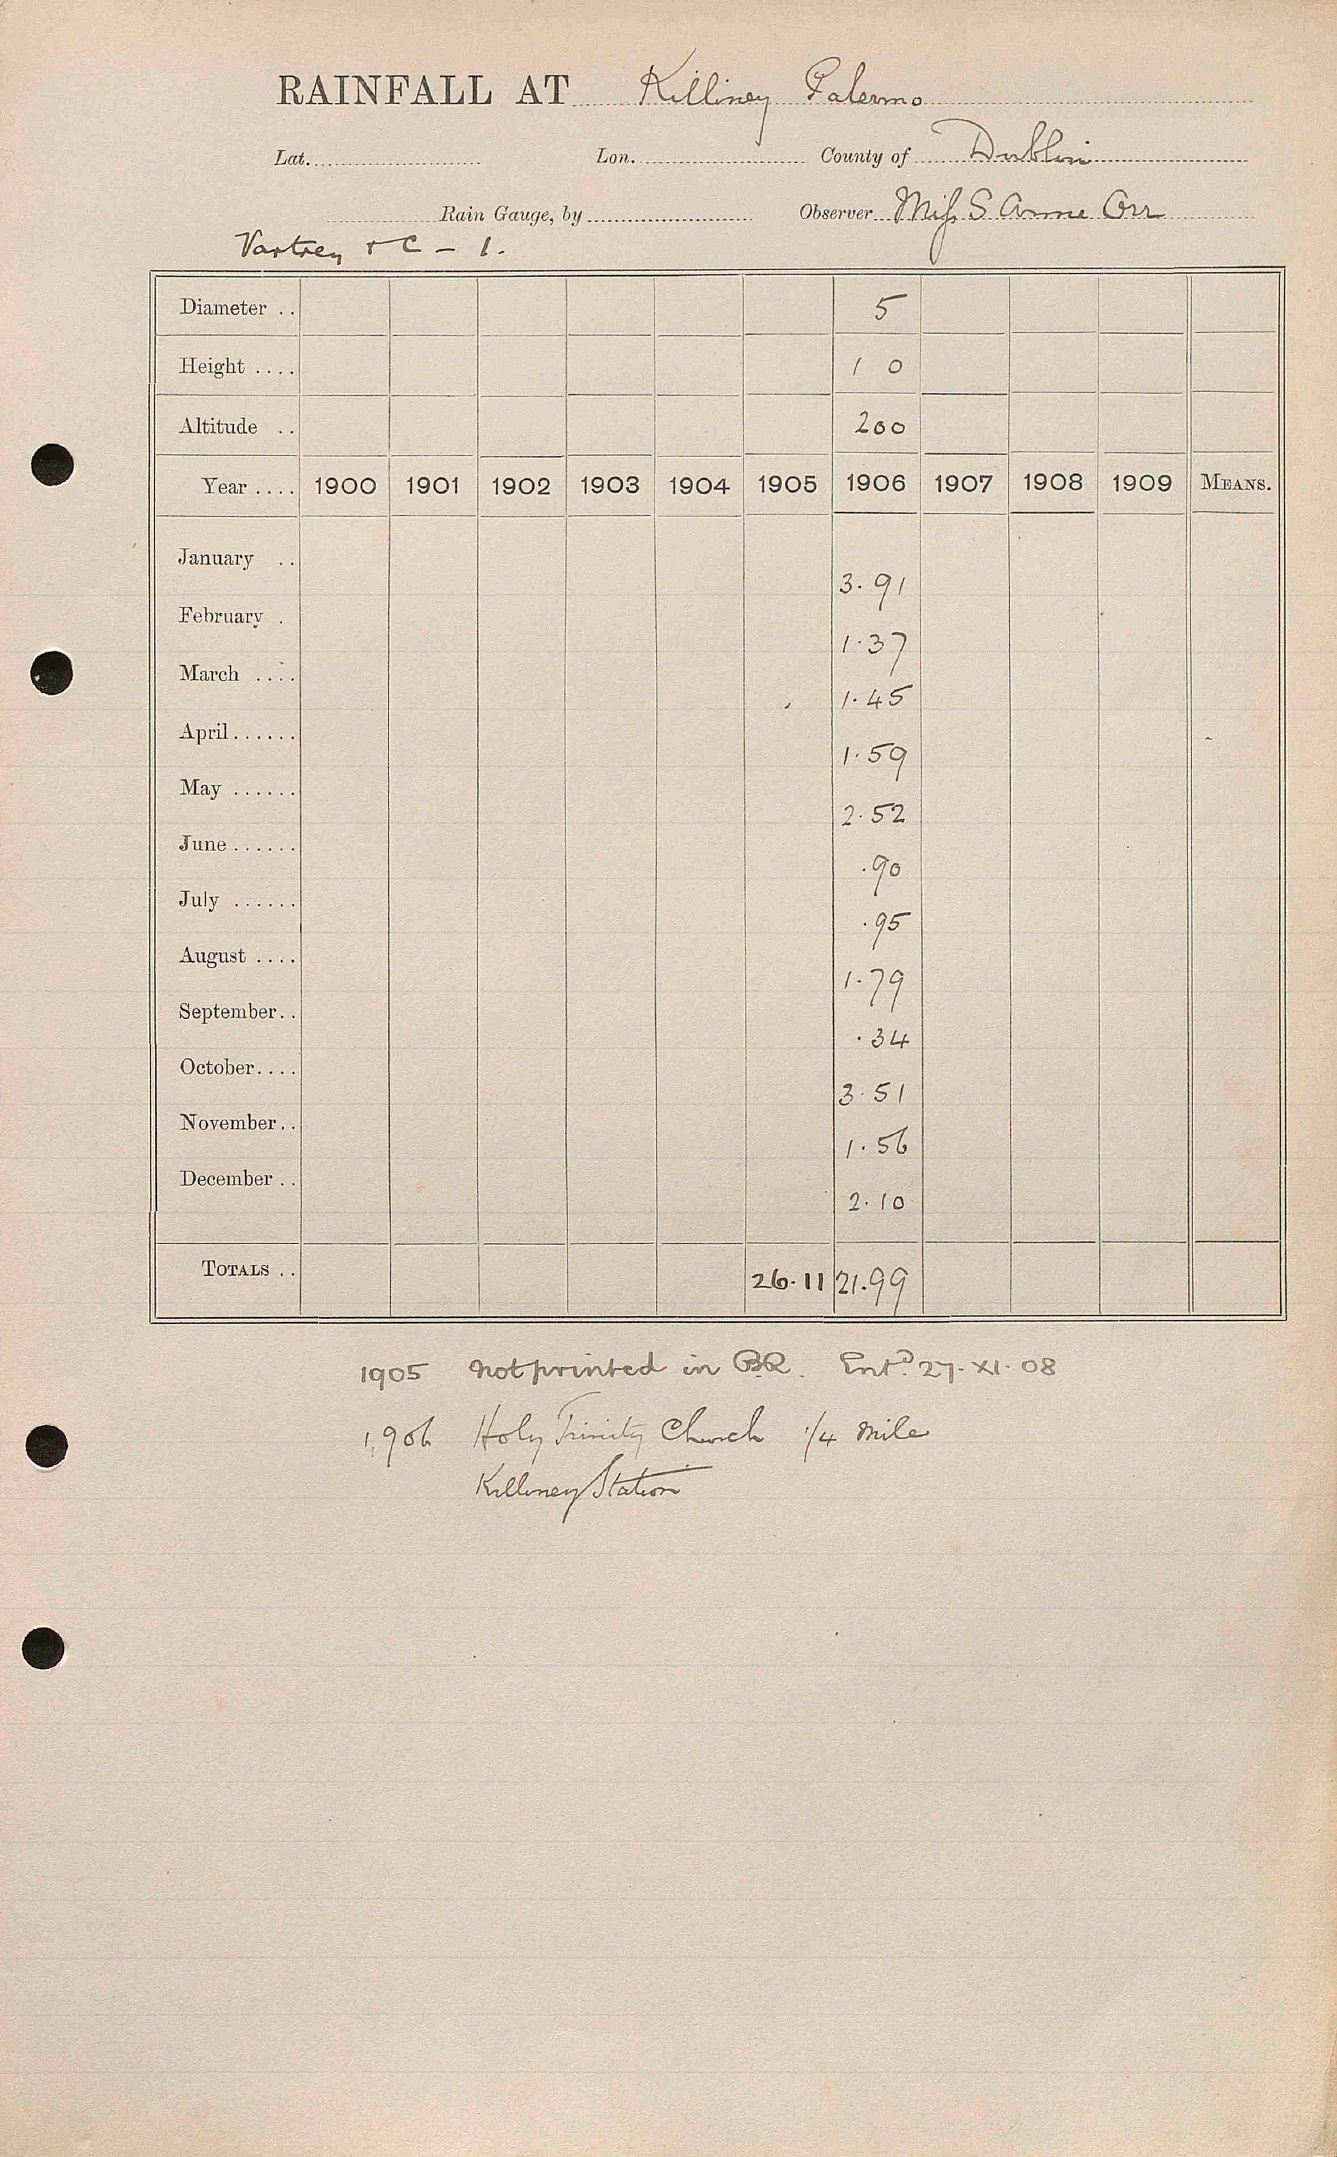 RAINFALL AT Killiney Palermo
Lat. Lon. County of Dublin
Rain Gauge, by Observer Miss S Anne Orr
Vartrey & C – 1.
Diameter .. 5
Height .... 1 0
Altitude .. 200
Year .... 1900 1901 1902 1903 1904 1905 1906 1907 1908 1909 MEANS.
January .. 3.91
February . 1.37
March .... 1.45
April...... 1.59
May ...... 2.52
June...... .90
July ...... .95
August .... 1.79
September.. .34
October.... 3.51
November.. 1.56
December .. 2.10
TOTALS .. 26.11 21.99
1905 not printed in B.R. Entd. 27.XI.08
1906 Holy Trinity Church 1/4 mile
Killiney Station